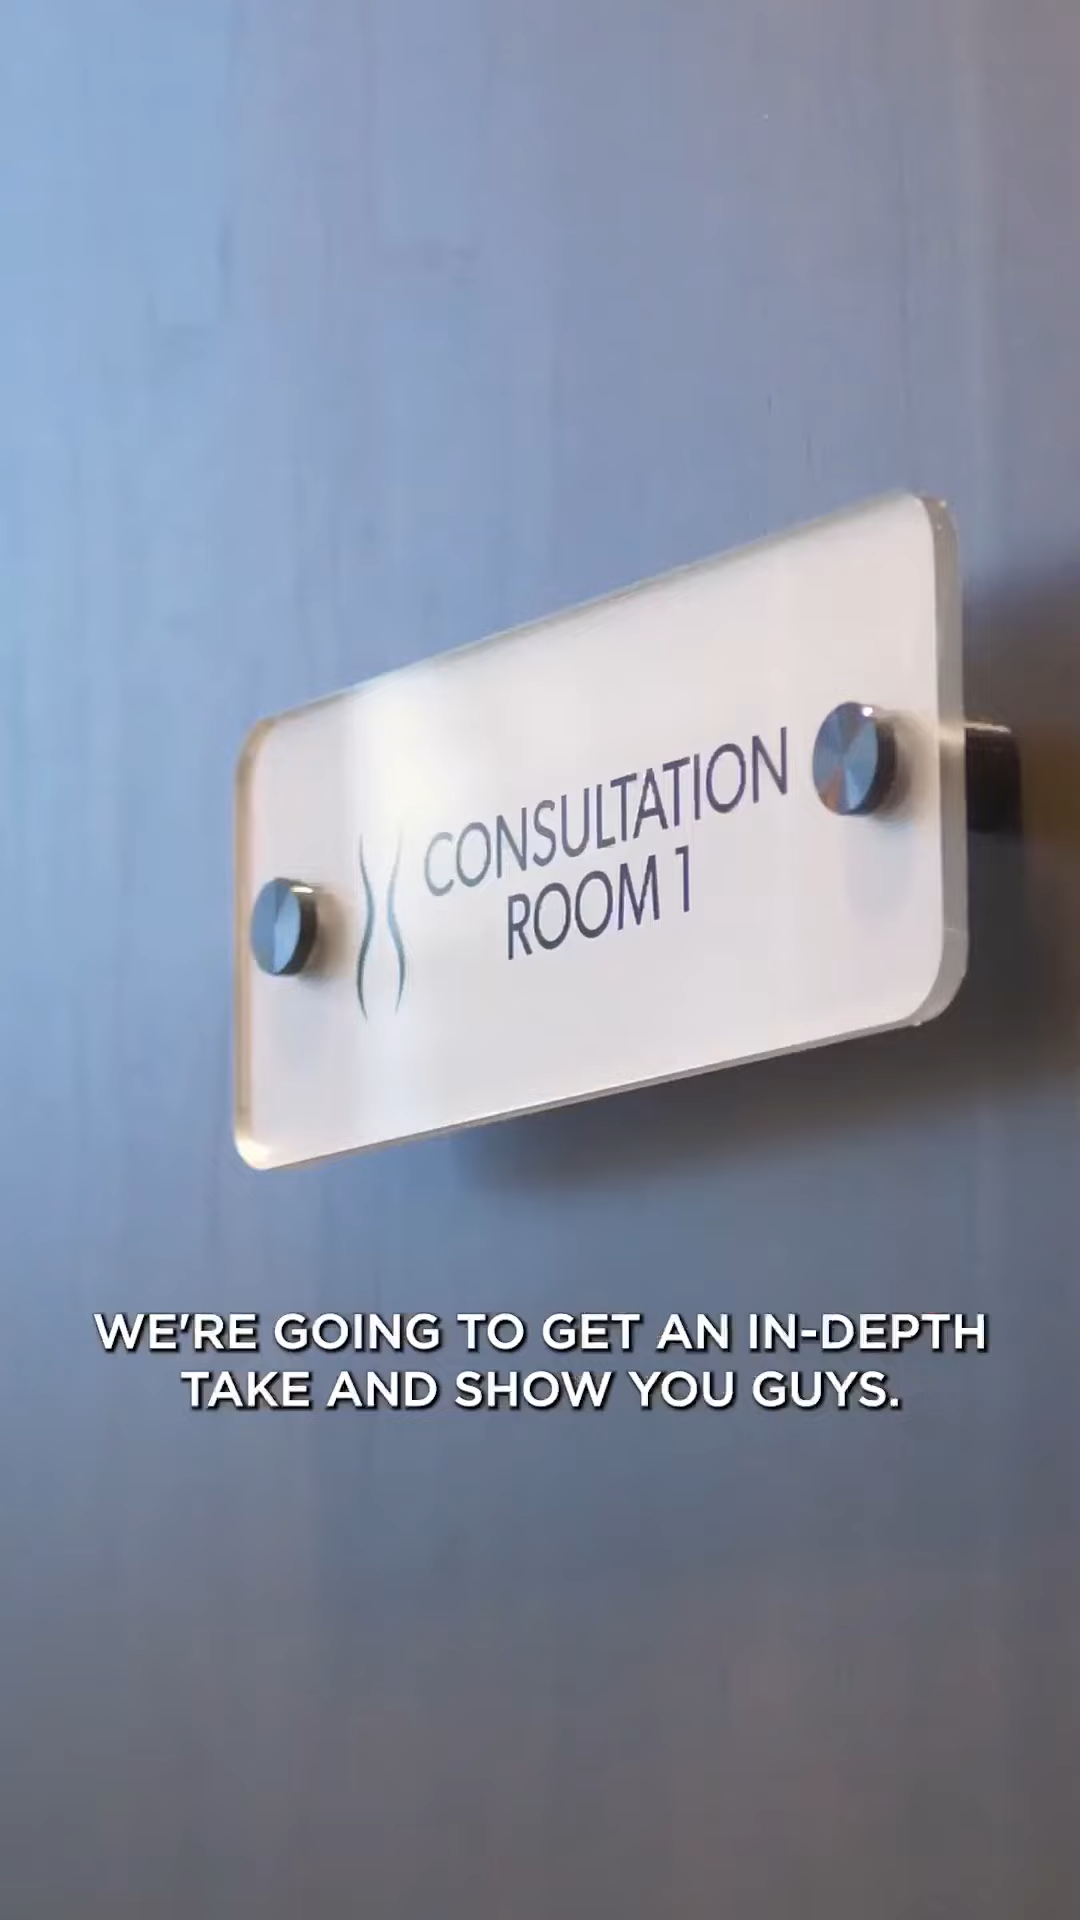 CONSULTATION
ROOM 1
WE'RE GOING TO GET AN IN-DEPTH
TAKE AND SHOW YOU GUYS.